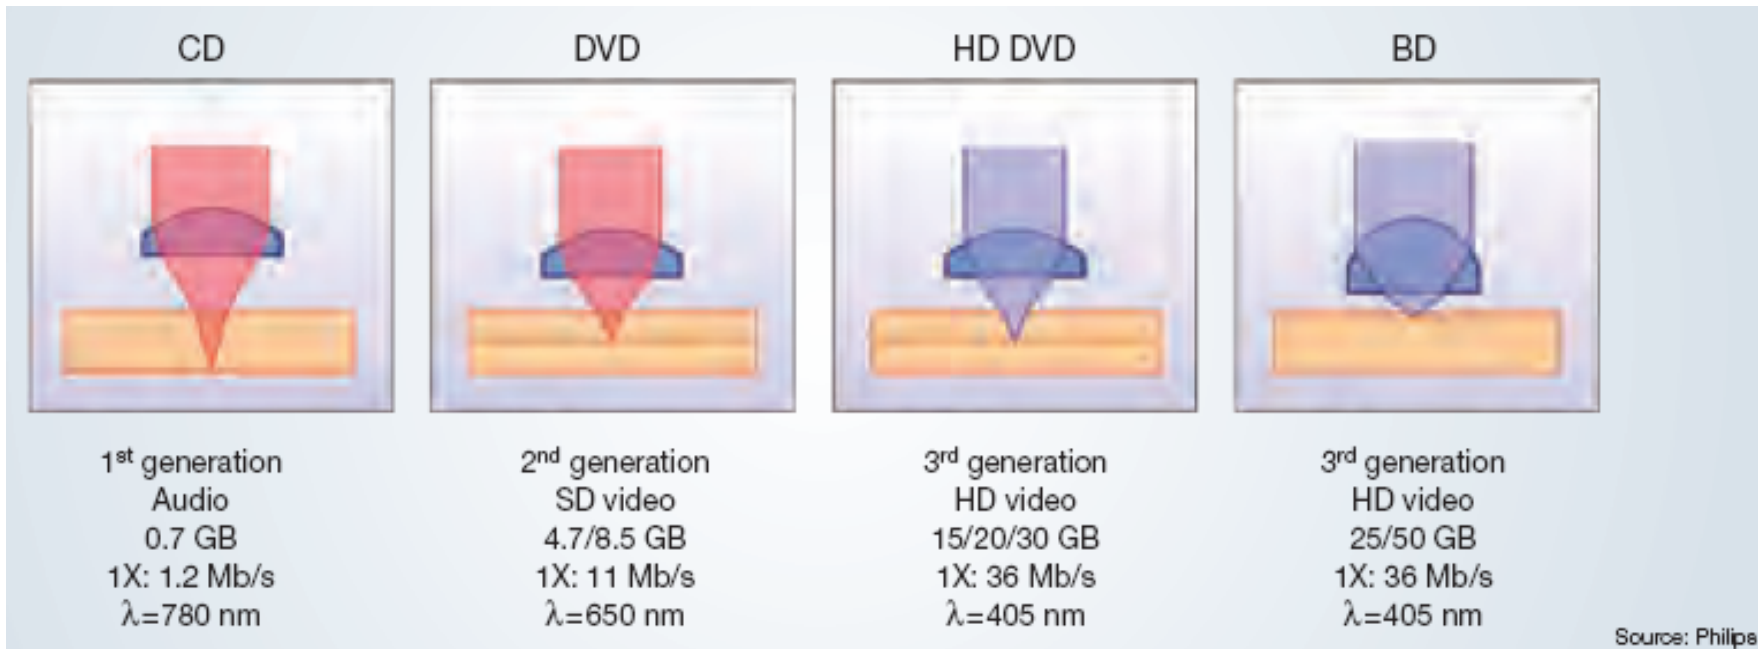 CD
DVD
HD DVD
BD
1st generation
Audio
0.7 GB
1X: 1.2 Mb/s
λ=780 nm
2nd generation
SD video
4.7/8.5 GB
1X: 11 Mb/s
λ=650 nm
3rd generation
HD video
15/20/30 GB
1X: 36 Mb/s
λ=405 nm
3rd generation
HD video
25/50 GB
1X: 36 Mb/s
λ=405 nm
Source: Philips